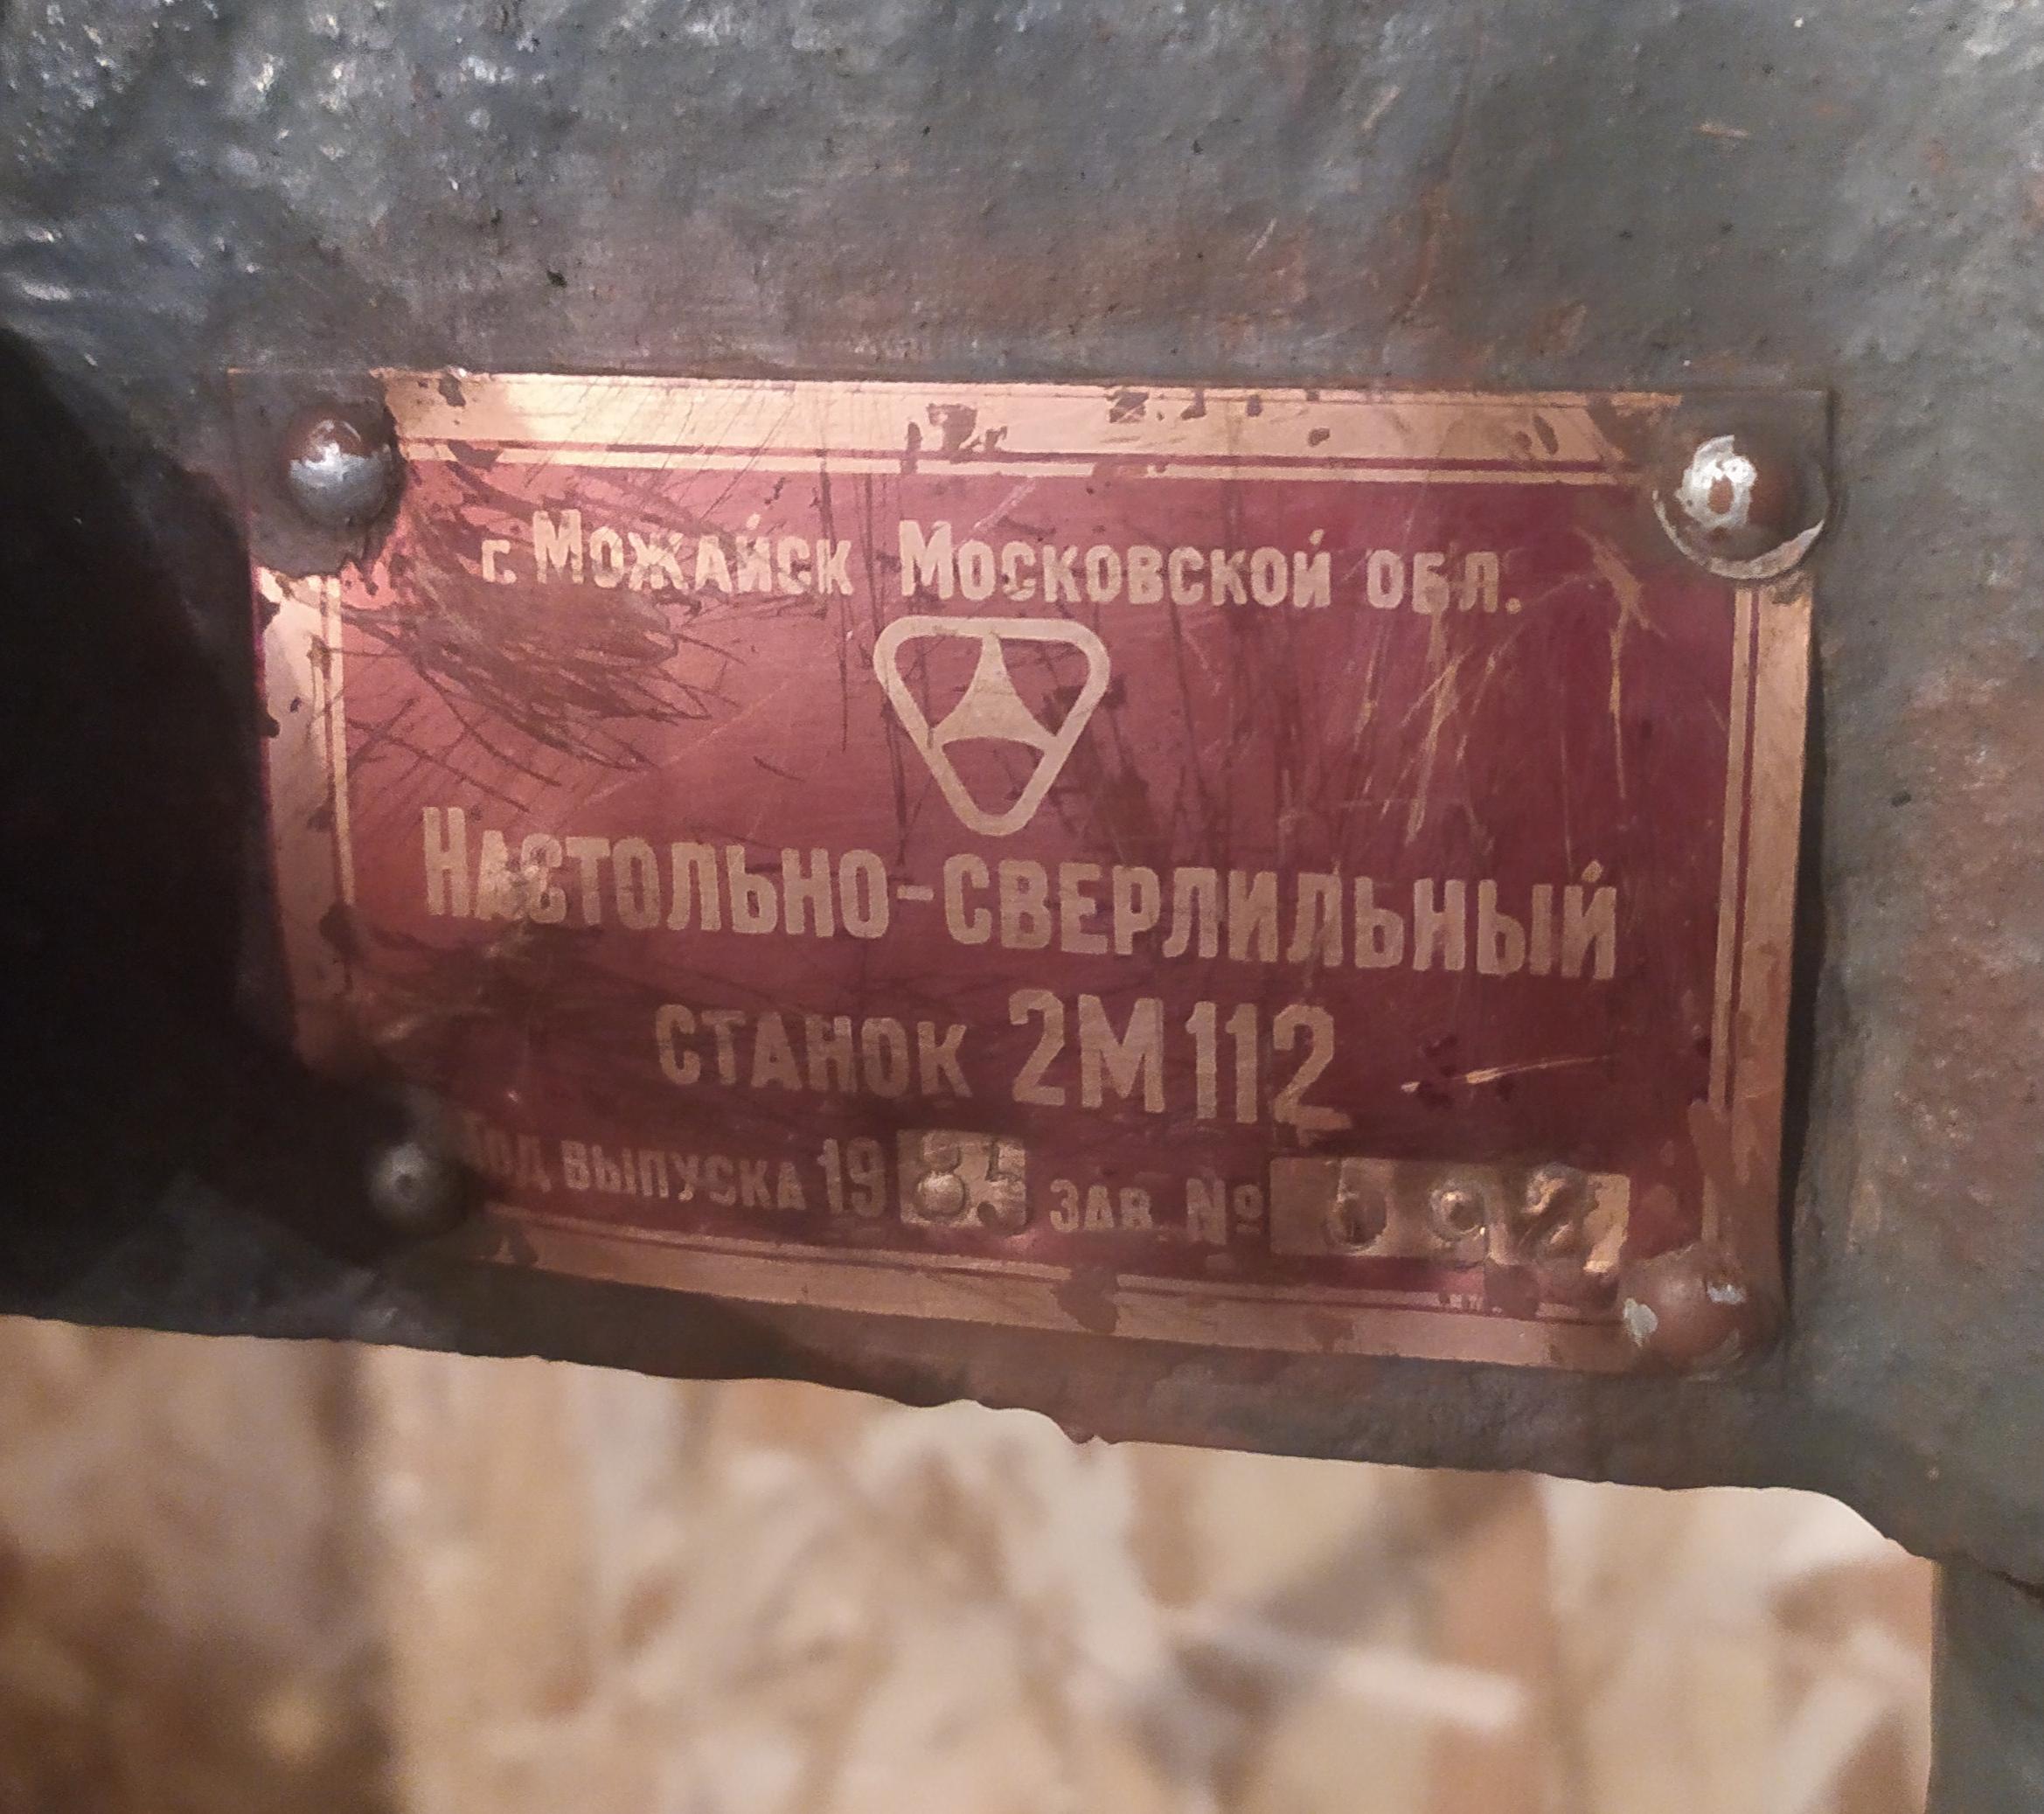 г. Можайск Московской обл.
Настольно-сверлильный
станок 2М112
Год выпуска 1985 зав. №